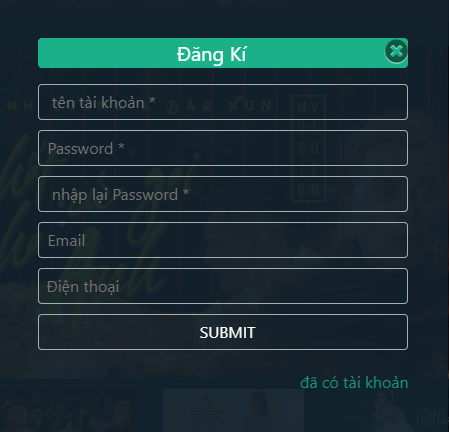 Đăng Kí
tên tài khoản *
Password *
nhập lại Password *
Email
Điện thoại
SUBMIT
đã có tài khoản